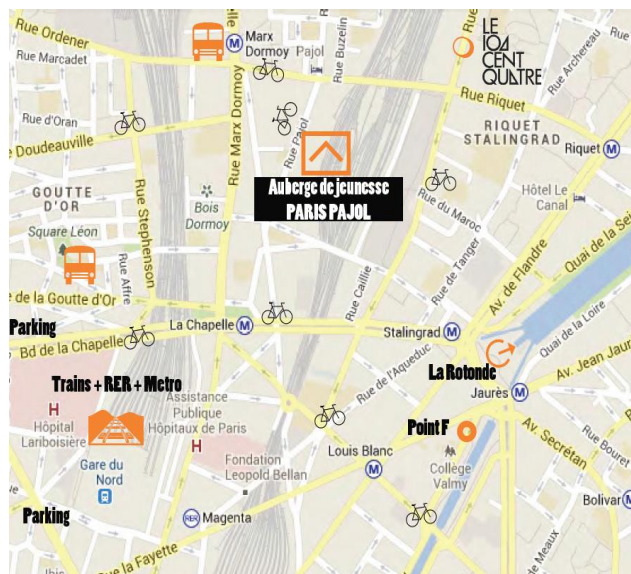 Rue Ordener
Rue Marcadet
M
Marx
Dormoy
Pajol
Rue Buzelin
LE
104
CENT
QUATRE
Rue Archereau
Rue Riquet
Rue d'Oran
Doudeauville
Rue Marx Dormoy
Rue Pajol
RIQUET
STALINGRAD
Riquet M
Auberge de jeunesse
PARIS PAJOL
GOUTTE
D'OR
Square Léon
Rue Stephenson
Bois
Dormoy
Hôtel Le
Canal
Rue du Maroc
Rue de Tanger
Av. de Flandre
Quai de la Sei
Rue Affre
Rue Caillie
e de la Goutte d'Or
Parking
Bd de la Chapelle
La Chapelle M
Stalingrad M
Quai de la Loire
La Rotonde
Rue de l'Aqueduc
Av. Jean Jaur
Jaurès M
Trains + RER + Metro
H
Hôpital
Lariboisière
Assistance
Publique
Hôpitaux de Paris
H
Point F
Av. Secrétan
Rue Bouret
Louis Blanc
M
Collège
Valmy
Gare du
Nord
Fondation
Leopold Bellan
Bolivar M
Parking
RER Magenta
ue la Fayette
de Meaux